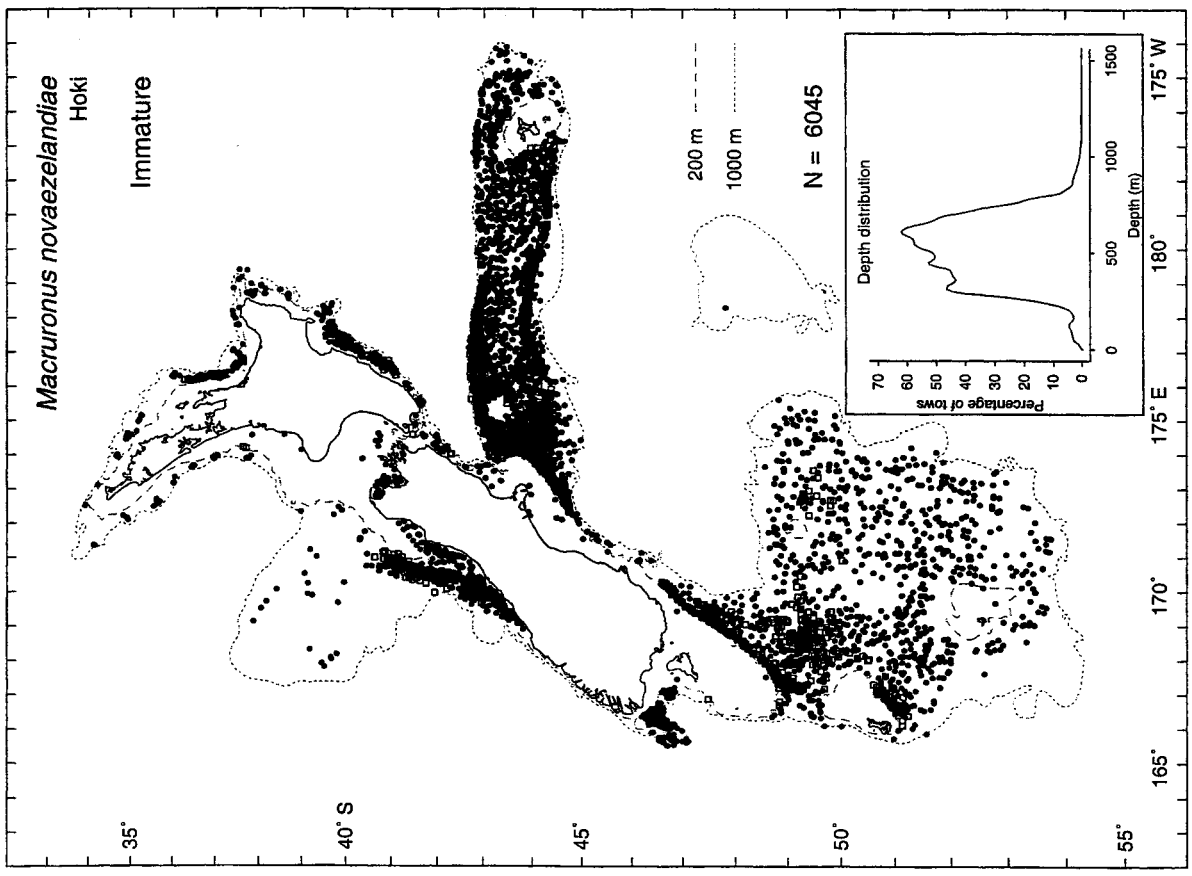 Macruronus novaezelandiae
Hoki
Immature
35°
40° S
45°
50°
55°
165°
170°
175° E
180°
175° W
200 m
1000 m
N = 6045
Depth distribution
Percentage of tows
70
60
50
40
30
20
10
0
0
500
1000
1500
Depth (m)